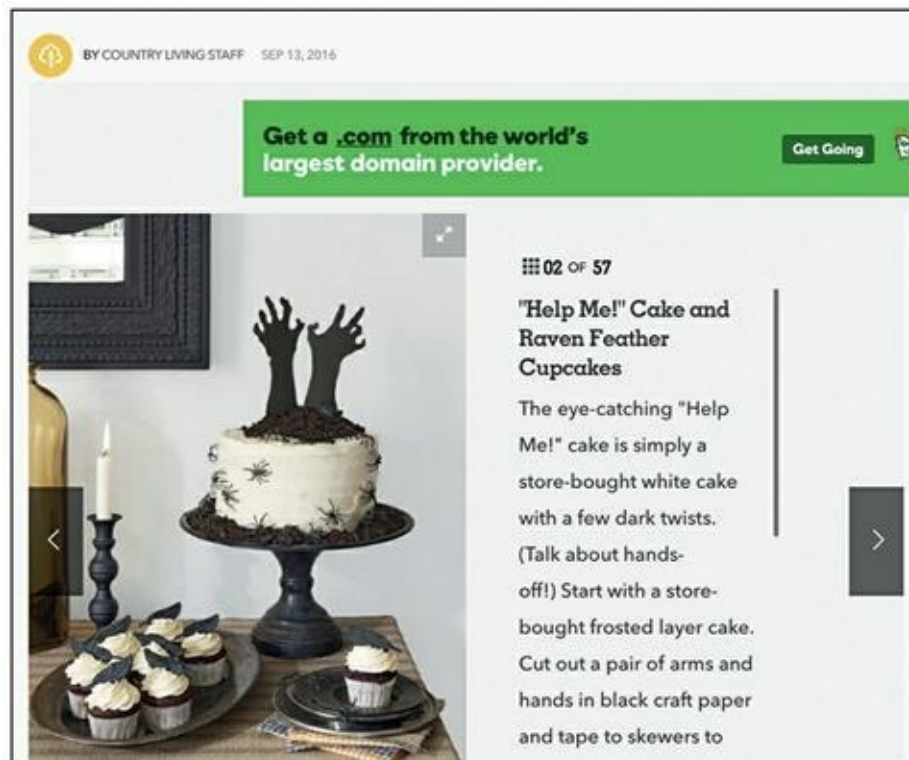 BY COUNTRY LIVING STAFF SEP 13, 2016
Get a .com from the world's
largest domain provider.
Get Going
02 OF 57
"Help Me!" Cake and
Raven Feather
Cupcakes
The eye-catching "Help
Me!" cake is simply a
store-bought white cake
with a few dark twists.
(Talk about hands-
off!) Start with a store-
bought frosted layer cake.
Cut out a pair of arms and
hands in black craft paper
and tape to skewers to